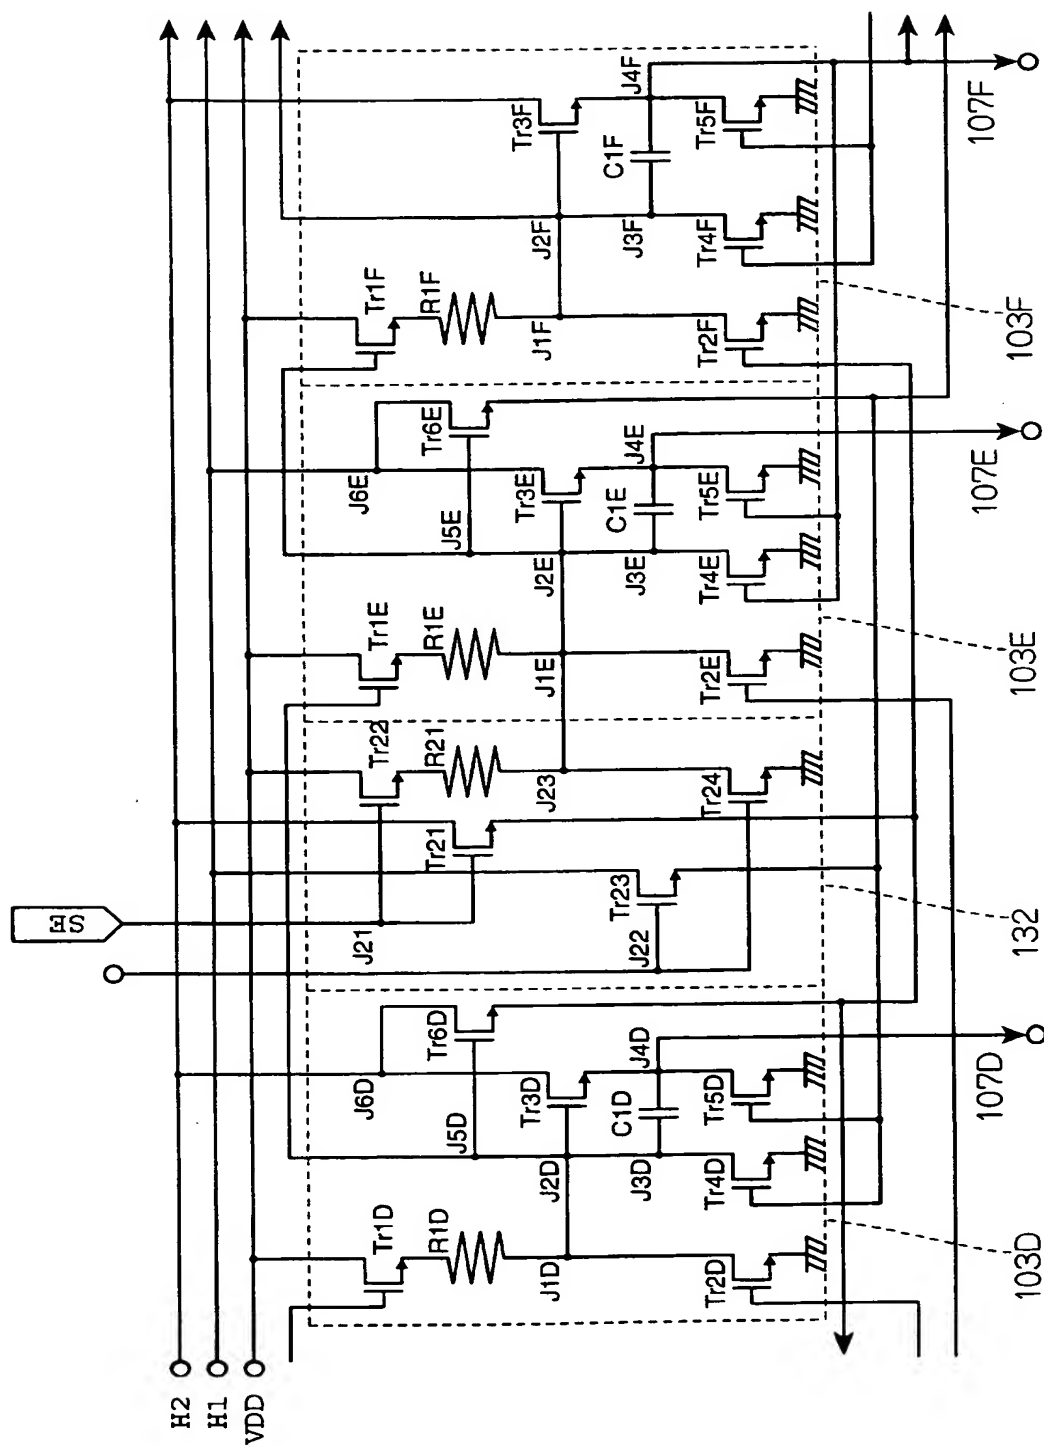 H2
H1
VDD
SE
103D
Tr1D
R1D
J1D
Tr2D
J2D
J3D
Tr4D
J5D
J6D
Tr3D
C1D
J4D
Tr5D
Tr6D
107D
132
J21
J22
Tr23
Tr21
Tr22
R21
J23
Tr24
103E
Tr1E
R1E
J1E
Tr2E
J2E
J3E
Tr4E
J5E
J6E
Tr3E
C1E
J4E
Tr5E
Tr6E
107E
103F
Tr1F
R1F
J1F
Tr2F
J2F
J3F
Tr4F
Tr3F
C1F
J4F
Tr5F
107F